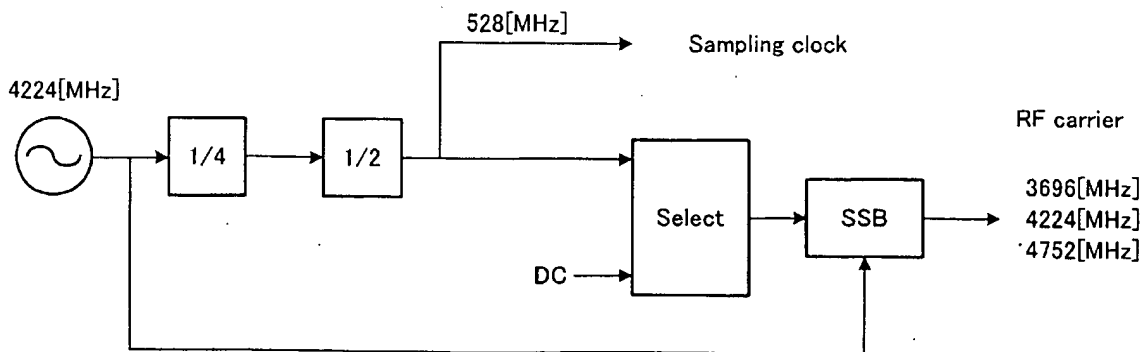 528[MHz]
Sampling clock
4224[MHz]
1/4
1/2
RF carrier
Select
SSB
3696[MHz]
4224[MHz]
4752[MHz]
DC